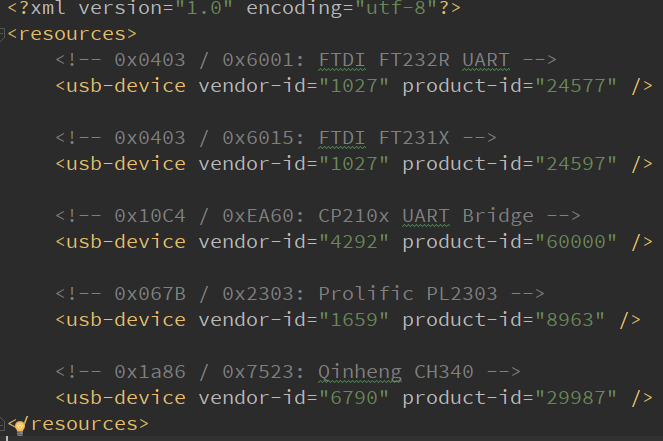 <?xml version="1.0" encoding="utf-8"?>
<resources>
<!-- 0x0403 / 0x6001: FTDI FT232R UART -->
<usb-device vendor-id="1027" product-id="24577" />
<!-- 0x0403 / 0x6015: FTDI FT231X -->
<usb-device vendor-id="1027" product-id="24597" />
<!-- 0x10C4 / 0xEA60: CP210x UART Bridge -->
<usb-device vendor-id="4292" product-id="60000" />
<!-- 0x067B / 0x2303: Prolific PL2303 -->
<usb-device vendor-id="1659" product-id="8963" />
<!-- 0x1a86 / 0x7523: Qinheng CH340 -->
<usb-device vendor-id="6790" product-id="29987" />
</resources>